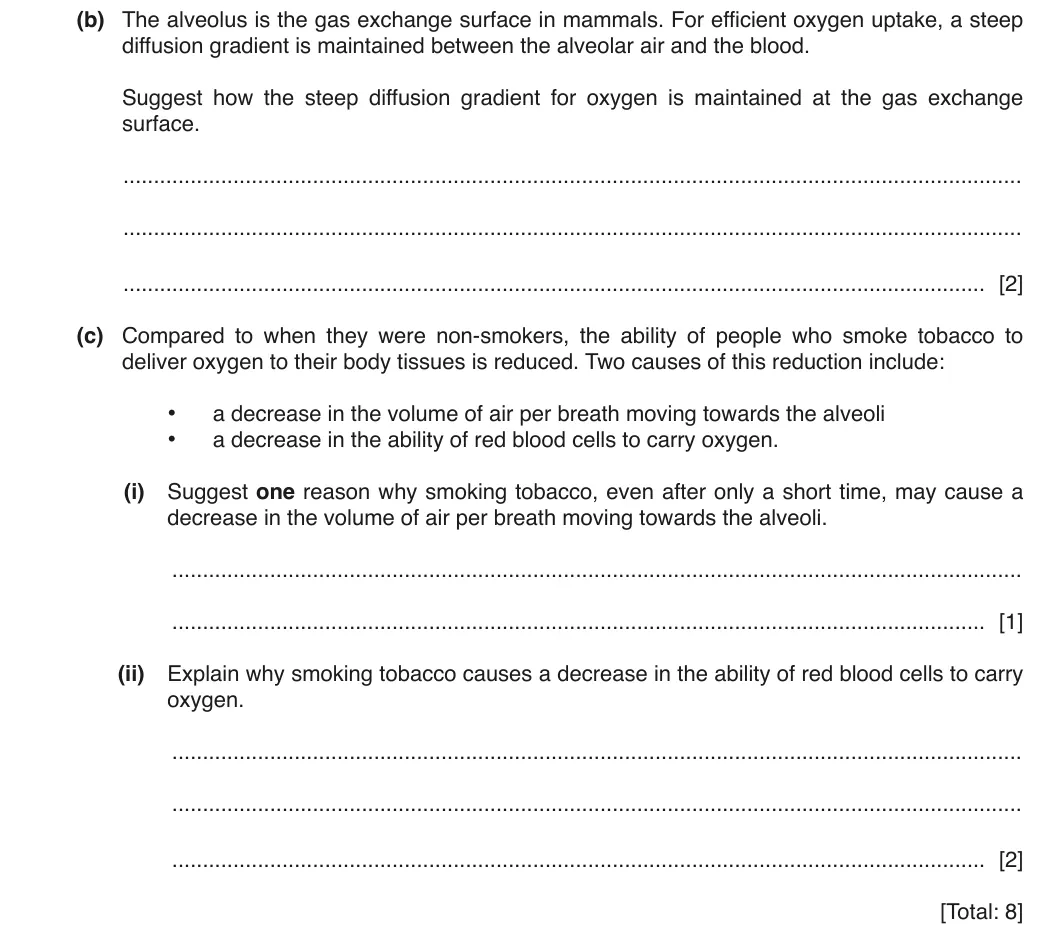 (b) The alveolus is the gas exchange surface in mammals. For efficient oxygen uptake, a steep
diffusion gradient is maintained between the alveolar air and the blood.
Suggest how the steep diffusion gradient for oxygen is maintained at the gas exchange
surface.
..........................................................................................................................................
..........................................................................................................................................
.................................................................................................................................... [2]
(c) Compared to when they were non-smokers, the ability of people who smoke tobacco to
deliver oxygen to their body tissues is reduced. Two causes of this reduction include:
• a decrease in the volume of air per breath moving towards the alveoli
• a decrease in the ability of red blood cells to carry oxygen.
(i) Suggest one reason why smoking tobacco, even after only a short time, may cause a
decrease in the volume of air per breath moving towards the alveoli.
..................................................................................................................................
............................................................................................................................ [1]
(ii) Explain why smoking tobacco causes a decrease in the ability of red blood cells to carry
oxygen.
..................................................................................................................................
..................................................................................................................................
............................................................................................................................ [2]
[Total: 8]